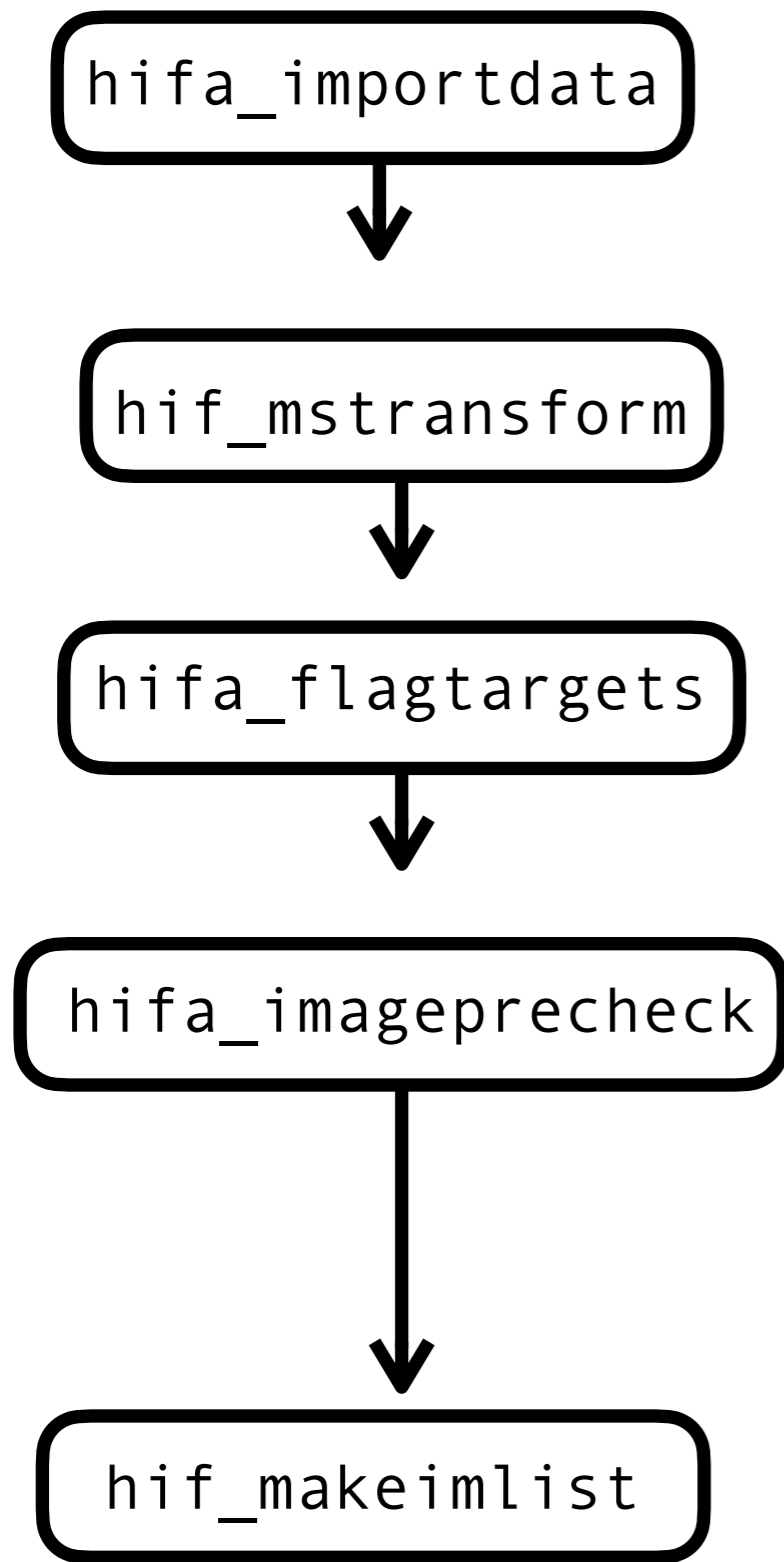 hifa_importdata
hif_mstransform
hifa_flagtargets
hifa_imageprecheck
hif_makeimlist